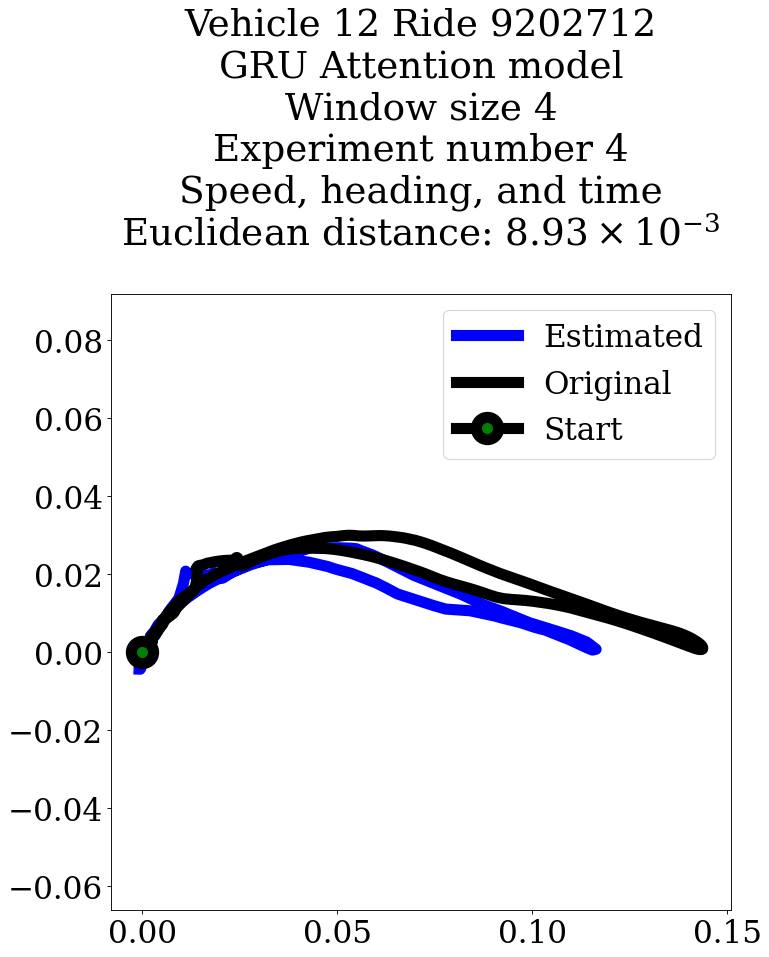 Vehicle 12 Ride 9202712
GRU Attention model
Window size 4
Experiment number 4
Speed, heading, and time
Euclidean distance: 8.93 × 10⁻³
Estimated
Original
Start
0.08
0.06
0.04
0.02
0.00
−0.02
−0.04
−0.06
0.00 0.05 0.10 0.15